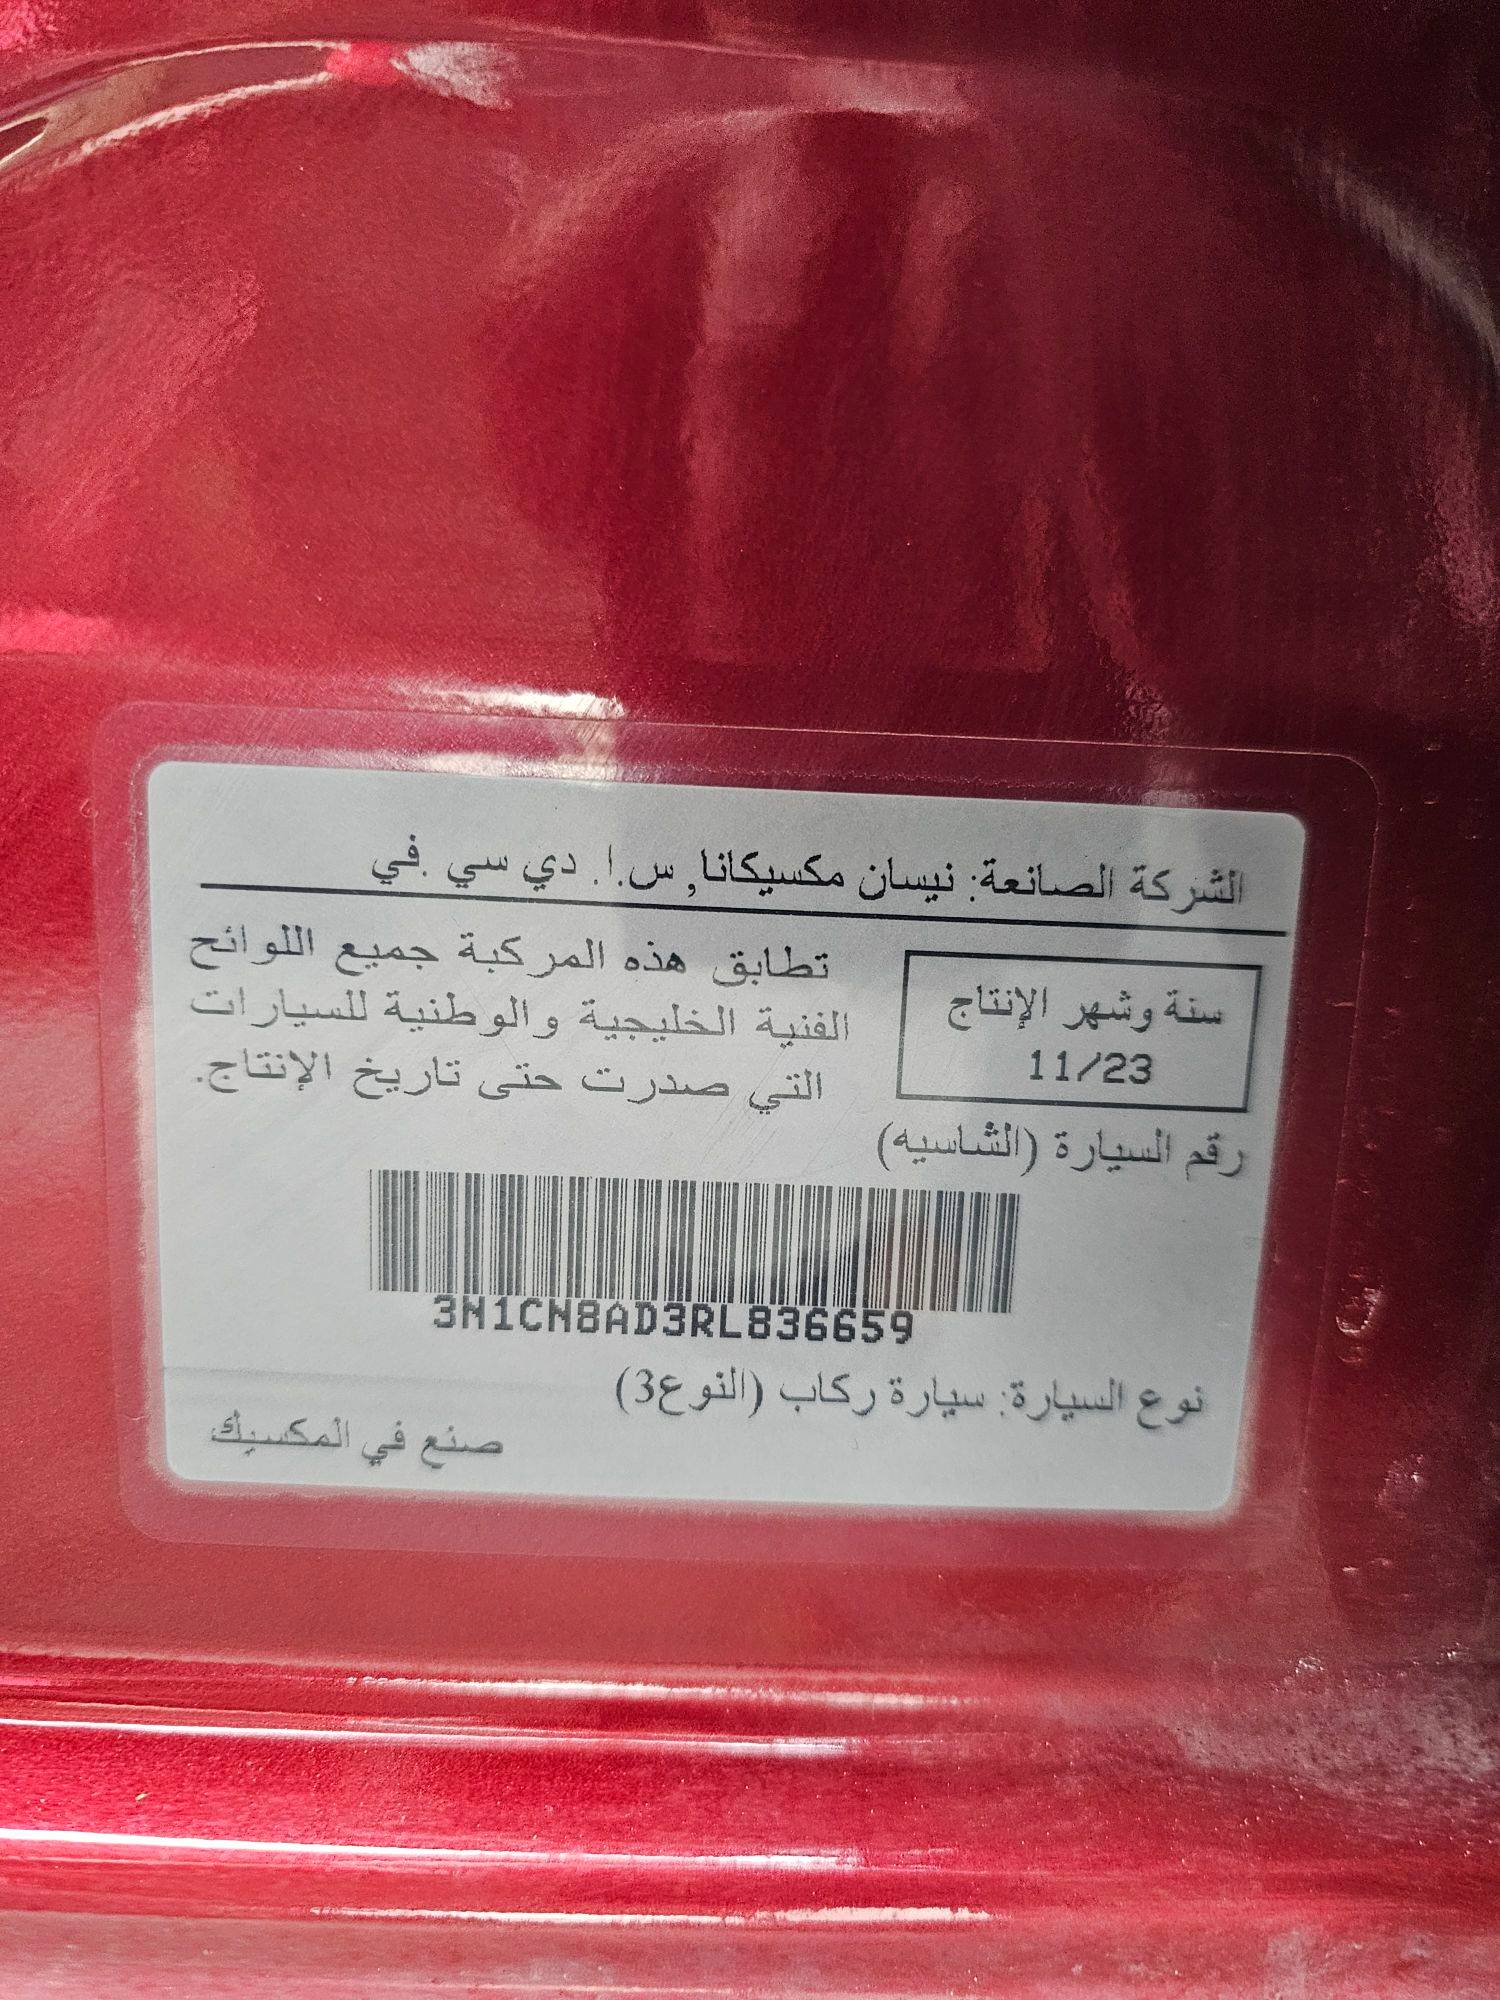 الشركة الصانعة: نيسان مكسيكانا, س.ا. دي سي .في
سنة وشهر الإنتاج
11/23
تطابق هذه المركبة جميع اللوائح
الفنية الخليجية والوطنية للسيارات
التي صدرت حتى تاريخ الإنتاج.
رقم السيارة (الشاسيه)
3N1CN8AD3RL836659
نوع السيارة: سيارة ركاب (النوع3)
صنع في المكسيك